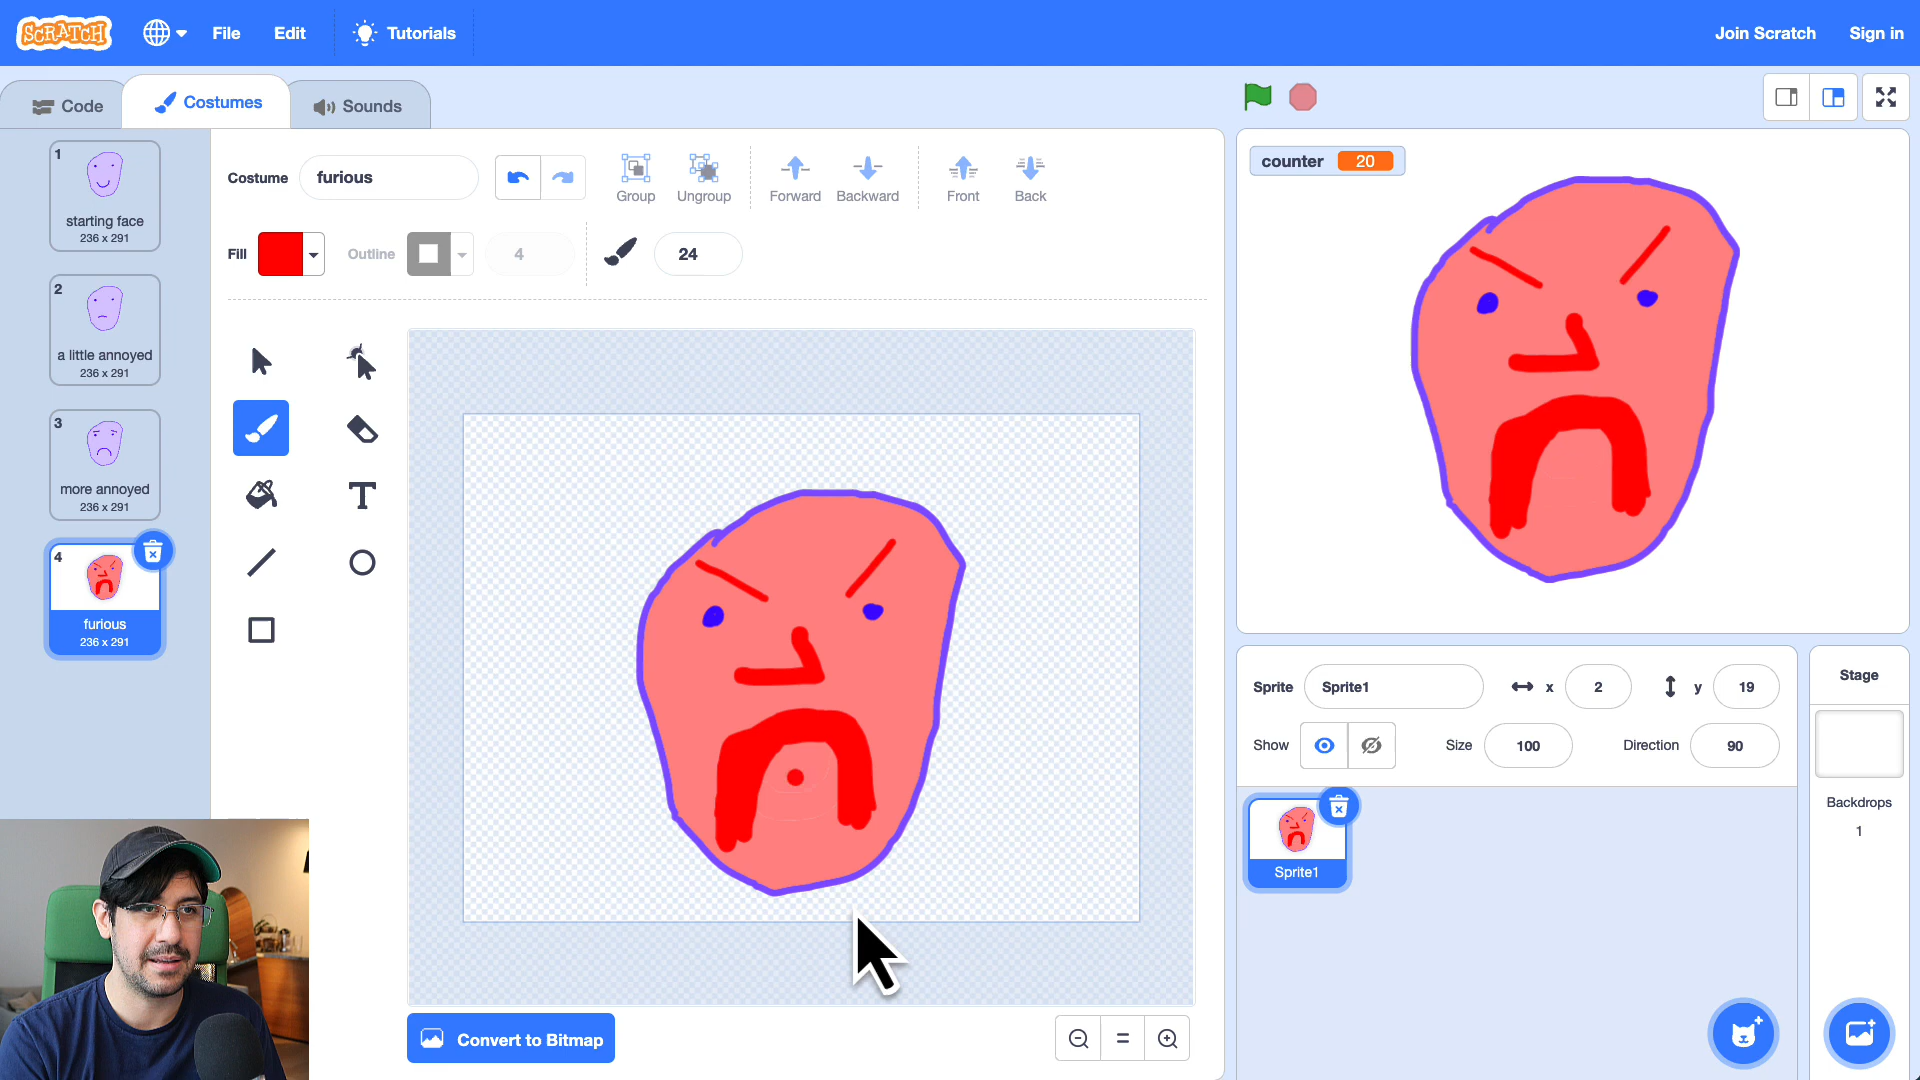 SCRATCH File Edit Tutorials Join Scratch Sign in
Code Costumes Sounds
1
starting face
236 x 291
2
a little annoyed
236 x 291
3
more annoyed
236 x 291
4
furious
236 x 291
Costume furious Group Ungroup Forward Backward Front Back
Fill Outline 4 24
Convert to Bitmap
counter 20
Sprite Sprite1 x 2 y 19
Show Size 100 Direction 90
Sprite1
Stage
Backdrops
1